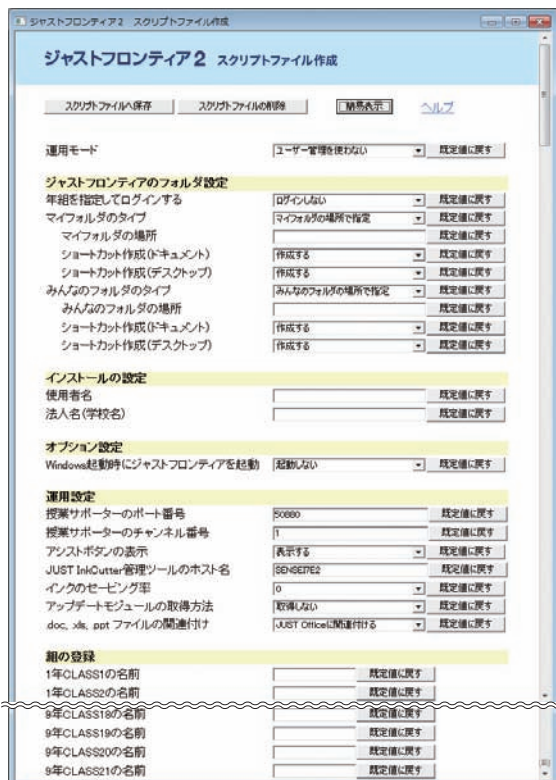 ジャストフロンティア2 スクリプトファイル作成
ジャストフロンティア2 スクリプトファイル作成
スクリプトファイルへ保存 スクリプトファイルの削除 簡易表示 ヘルプ
運用モード ユーザー管理を使わない 既定値に戻す
ジャストフロンティアのフォルダ設定
年組を指定してログインする ログインしない 既定値に戻す
マイフォルダのタイプ マイフォルダの場所で指定 既定値に戻す
マイフォルダの場所 既定値に戻す
ショートカット作成(ドキュメント) 作成する 既定値に戻す
ショートカット作成(デスクトップ) 作成する 既定値に戻す
みんなのフォルダのタイプ みんなのフォルダの場所で指定 既定値に戻す
みんなのフォルダの場所 既定値に戻す
ショートカット作成(ドキュメント) 作成する 既定値に戻す
ショートカット作成(デスクトップ) 作成する 既定値に戻す
インストールの設定
使用者名 既定値に戻す
法人名(学校名) 既定値に戻す
オプション設定
Windows起動時にジャストフロンティアを起動 起動しない 既定値に戻す
運用設定
授業サポーターのポート番号 50880 既定値に戻す
授業サポーターのチャンネル番号 1 既定値に戻す
アシストボタンの表示 表示する 既定値に戻す
JUST InkCutter管理ツールのホスト名 SENSEIPE2 既定値に戻す
インクのセービング率 0 既定値に戻す
アップデートモジュールの取得方法 取得しない 既定値に戻す
.doc, .xls, .ppt ファイルの関連付け JUST Officeに関連付ける 既定値に戻す
組の登録
1年CLASS1の名前 既定値に戻す
1年CLASS2の名前 既定値に戻す
9年CLASS18の名前 既定値に戻す
9年CLASS19の名前 既定値に戻す
9年CLASS20の名前 既定値に戻す
9年CLASS21の名前 既定値に戻す